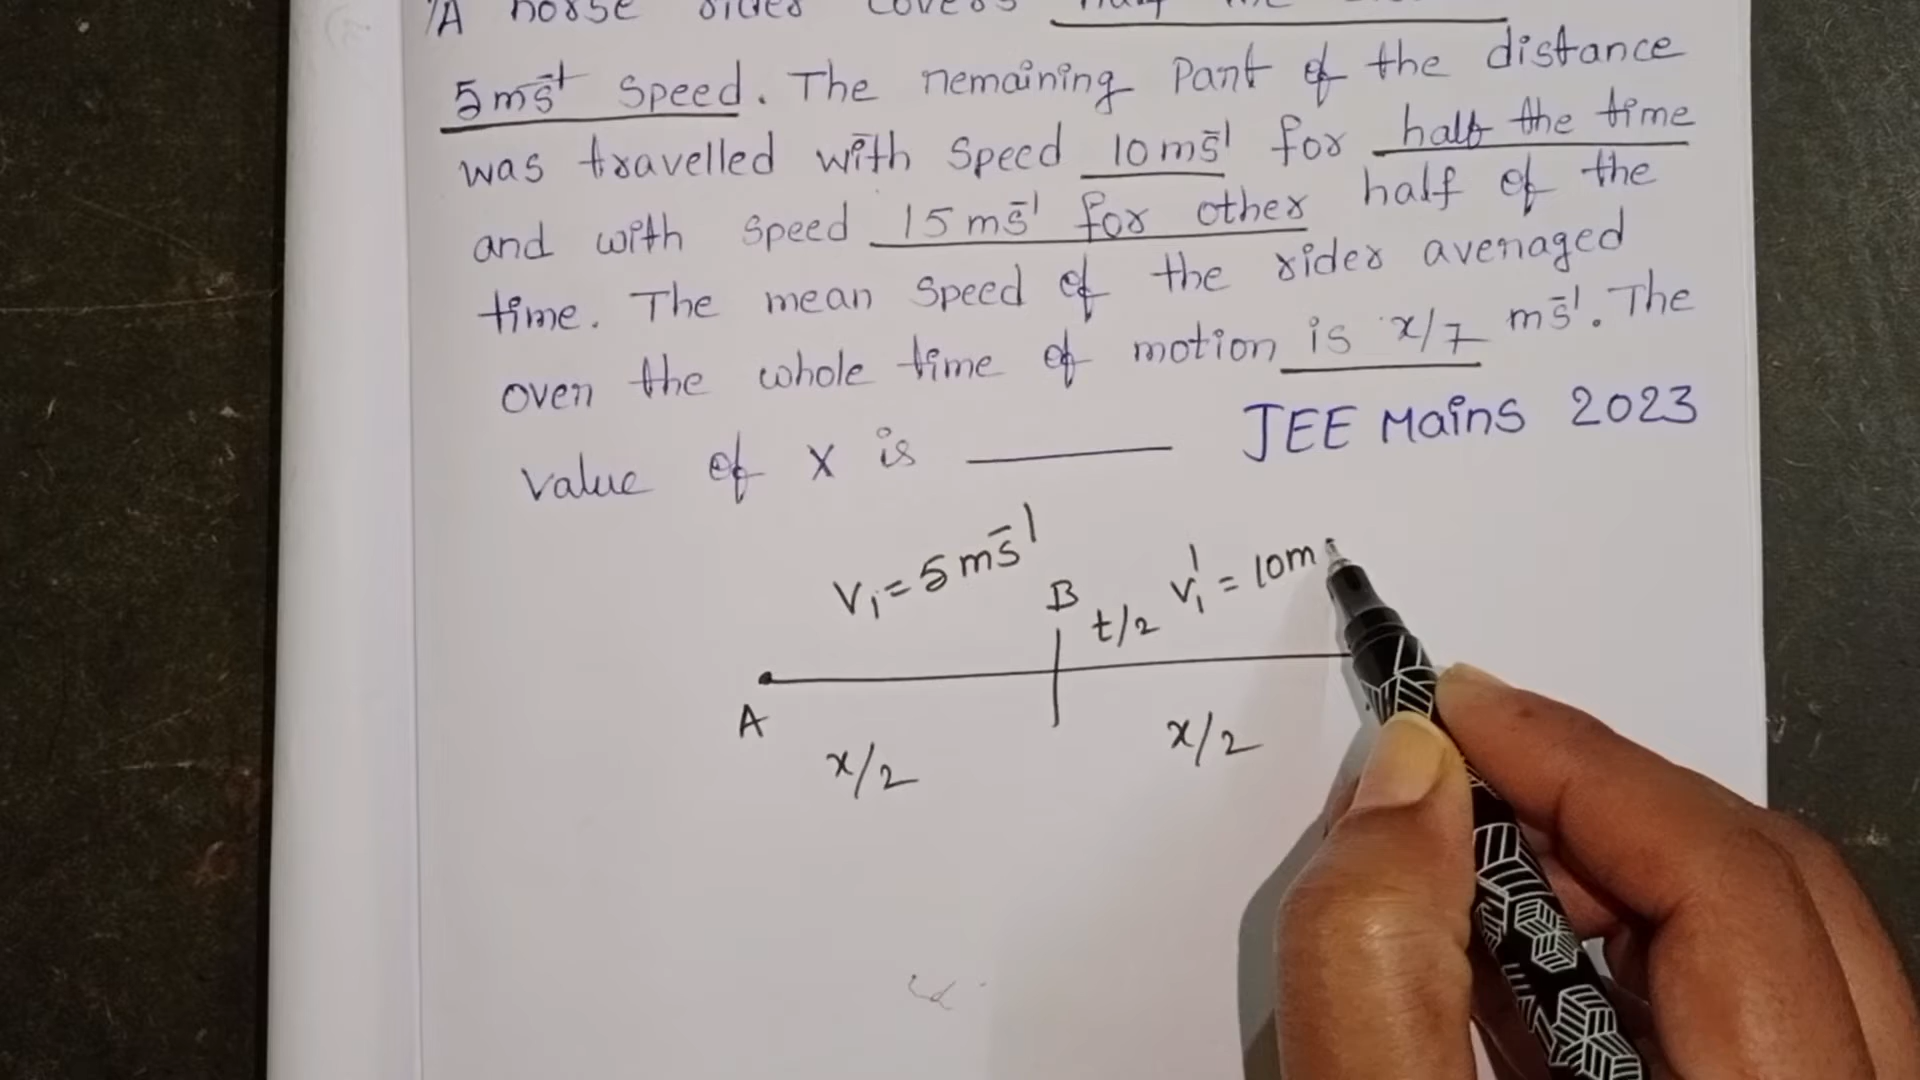 A horse rider covers half the
5 ms⁻¹ speed. The remaining part of the distance
was travelled with speed 10 ms⁻¹ for half the time
and with speed 15 ms⁻¹ for other half of the
time. The mean speed of the rider averaged
over the whole time of motion is x/7 ms⁻¹. The
value of x is ______ JEE Mains 2023
V₁ = 5 ms⁻¹
B t/2 V₁' = 10 m
A
x/2 x/2